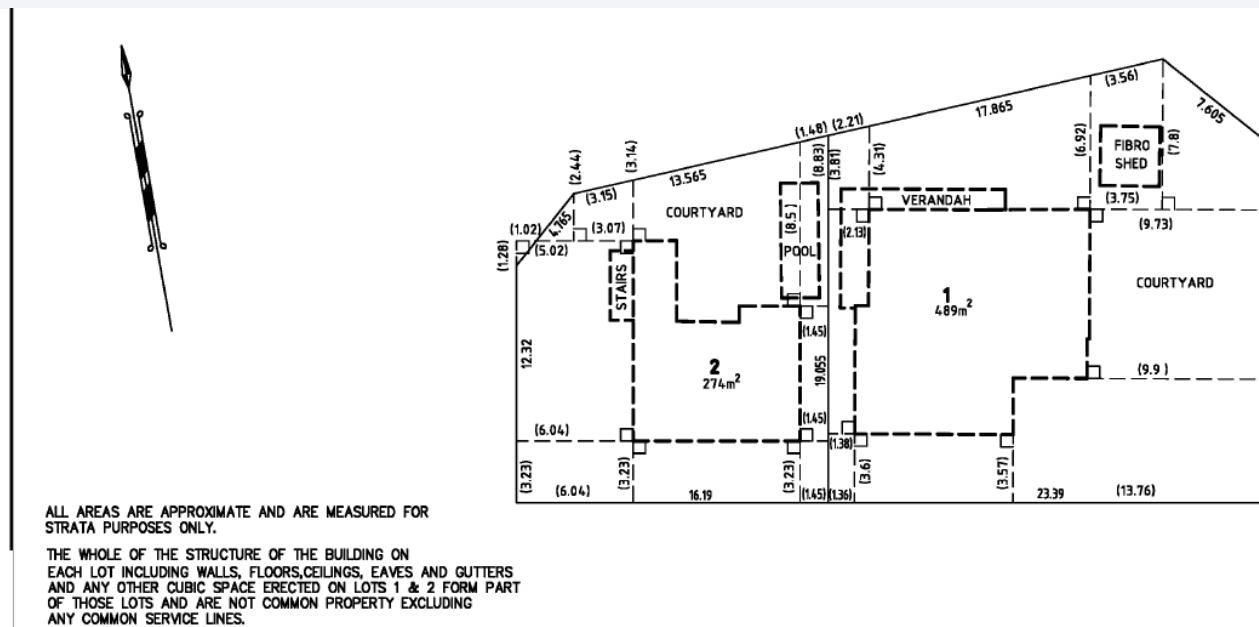 (3.56)
17.865
7.605
(1.48) (2.21)
(2.44)
(3.14)
(8.83)
(3.81)
(4.31)
(6.92)
FIBRO
SHED
(7.8)
13.565
(3.15)
4.765
COURTYARD
(8.5)
VERANDAH
(3.75)
(1.02)
(3.07)
(2.13)
(9.73)
(1.28)
(5.02)
POOL
STAIRS
COURTYARD
1
489m²
(1.45)
12.32
2
274m²
19.055
(9.9)
(6.04)
(1.45)
(1.38)
(3.23)
(3.23)
(3.23)
(3.6)
(3.57)
(6.04)
16.19
(1.45)
(1.36)
23.39
(13.76)
ALL AREAS ARE APPROXIMATE AND ARE MEASURED FOR
STRATA PURPOSES ONLY.
THE WHOLE OF THE STRUCTURE OF THE BUILDING ON
EACH LOT INCLUDING WALLS, FLOORS,CEILINGS, EAVES AND GUTTERS
AND ANY OTHER CUBIC SPACE ERECTED ON LOTS 1 & 2 FORM PART
OF THOSE LOTS AND ARE NOT COMMON PROPERTY EXCLUDING
ANY COMMON SERVICE LINES.